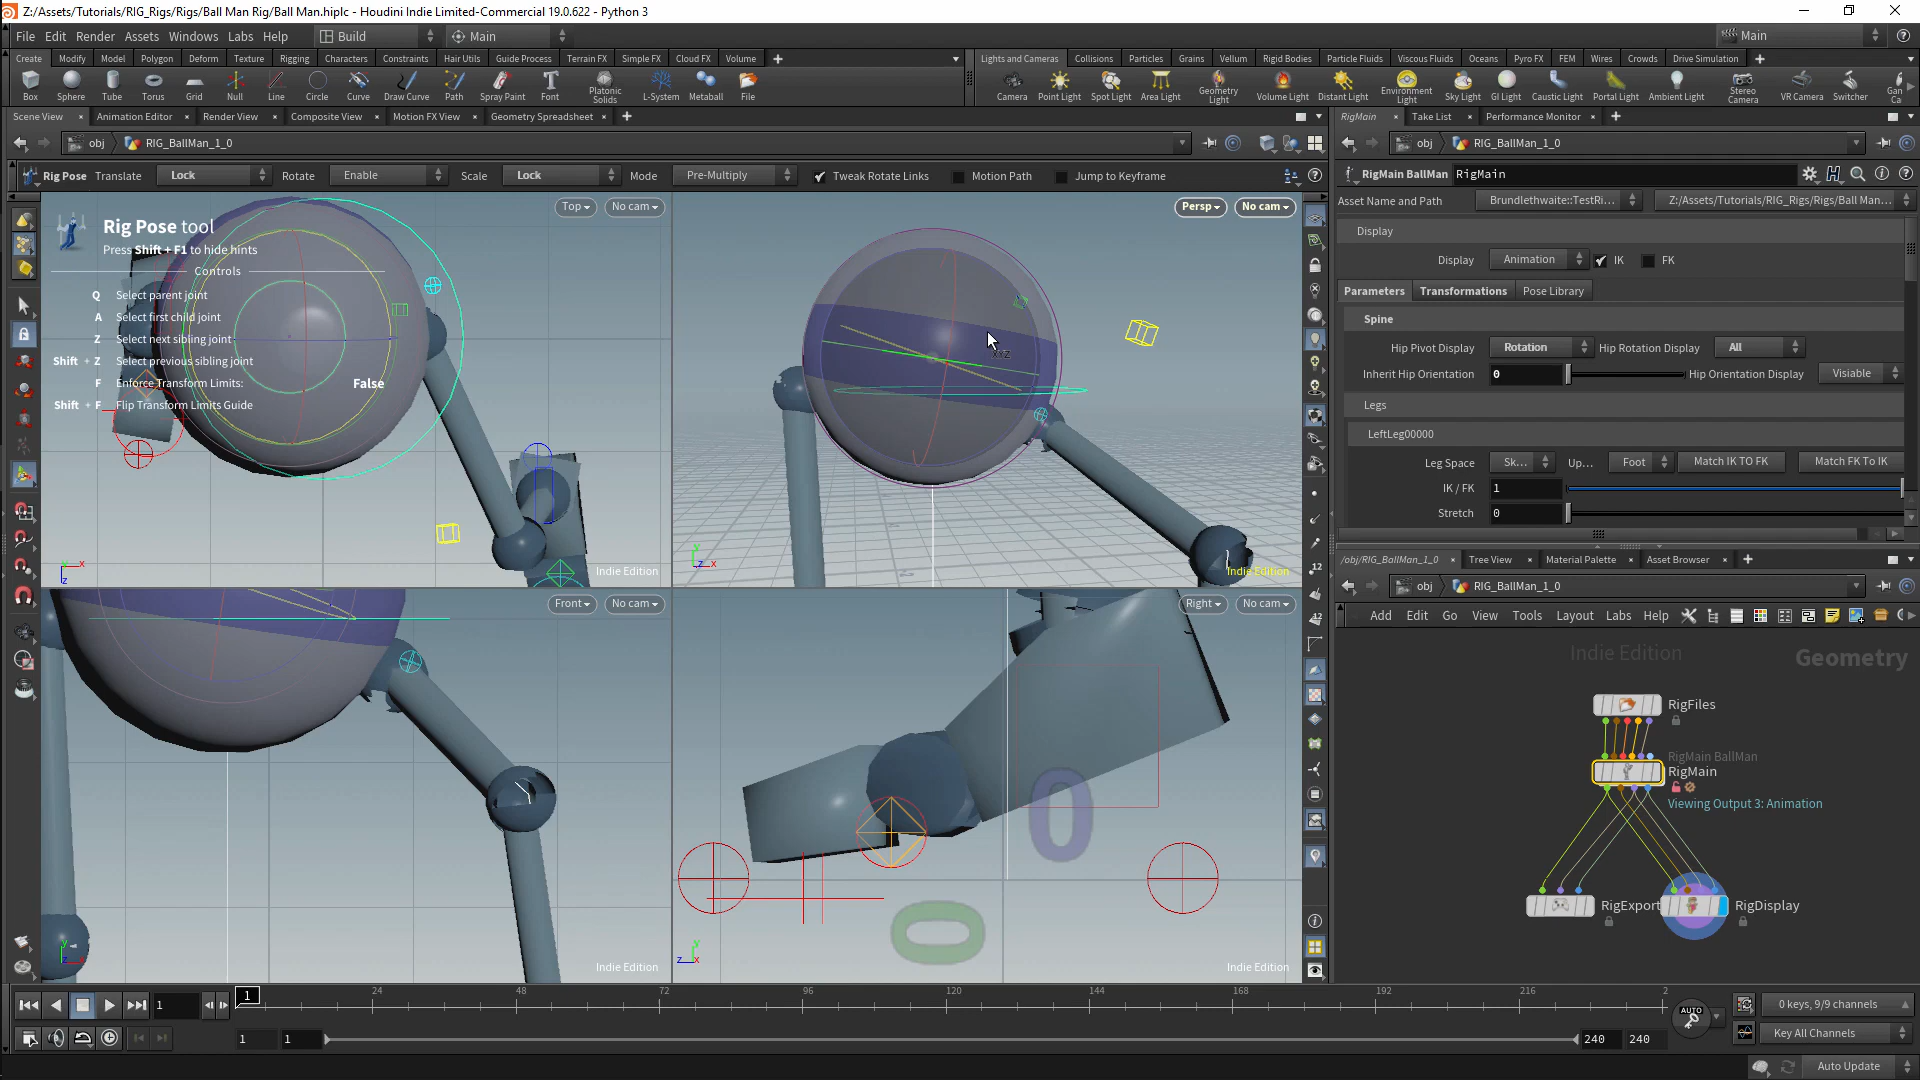 Z:/Assets/Tutorials/RIG_Rigs/Rigs/Ball Man Rig/Ball Man.hiplc - Houdini Indie Limited-Commercial 19.0.622 - Python 3
File Edit Render Assets Windows Labs Help Build Main Main
Create Modify Model Polygon Deform Texture Rigging Characters Constraints Hair Utils Guide Process Terrain FX Simple FX Cloud FX Volume
Lights and Cameras Collisions Particles Grains Vellum Rigid Bodies Particle Fluids Viscous Fluids Oceans Pyro FX FEM Wires Crowds Drive Simulation
Box Sphere Tube Torus Grid Null Line Circle Curve Draw Curve Path Spray Paint Font Platonic Solids L-System Metaball File
Camera Point Light Spot Light Area Light Geometry Light Volume Light Distant Light Environment Light Sky Light GI Light Caustic Light Portal Light Ambient Light Stereo Camera VR Camera Switcher Gan Ca
Scene View Animation Editor Render View Composite View Motion FX View Geometry Spreadsheet
RigMain Take List Performance Monitor
obj RIG_BallMan_1_0
obj RIG_BallMan_1_0
Rig Pose Translate Lock Rotate Enable Scale Lock Mode Pre-Multiply Tweak Rotate Links Motion Path Jump to Keyframe
RigMain BallMan RigMain
Asset Name and Path Brundlethwaite::TestRi... Z:/Assets/Tutorials/RIG_Rigs/Rigs/Ball Man...
Display
Display Animation IK FK
Parameters Transformations Pose Library
Spine
Hip Pivot Display Rotation Hip Rotation Display All
Inherit Hip Orientation 0 Hip Orientation Display Visiable
Legs
LeftLeg00000
Leg Space Sk... Up... Foot Match IK TO FK Match FK To IK
IK / FK 1
Stretch 0
Top No cam
Rig Pose tool
Press Shift + F1 to hide hints
Controls
Q Select parent joint
A Select first child joint
Z Select next sibling joint
Shift + Z Select previous sibling joint
F Enforce Transform Limits: False
Shift + F Flip Transform Limits Guide
z x
Indie Edition
Persp No cam
XYZ
y z x
Indie Edition
Front No cam
y z x
Indie Edition
Right No cam
0
0
y z x
Indie Edition
/obj/RIG_BallMan_1_0 Tree View Material Palette Asset Browser
obj RIG_BallMan_1_0
Add Edit Go View Tools Layout Labs Help
Indie Edition Geometry
RigFiles
RigMain BallMan
RigMain
Viewing Output 3: Animation
RigExport RigDisplay
1 1 24 48 72 96 120 144 168 192 216 2
AUTO 0 keys, 9/9 channels
1 1 240 240 Key All Channels
Auto Update